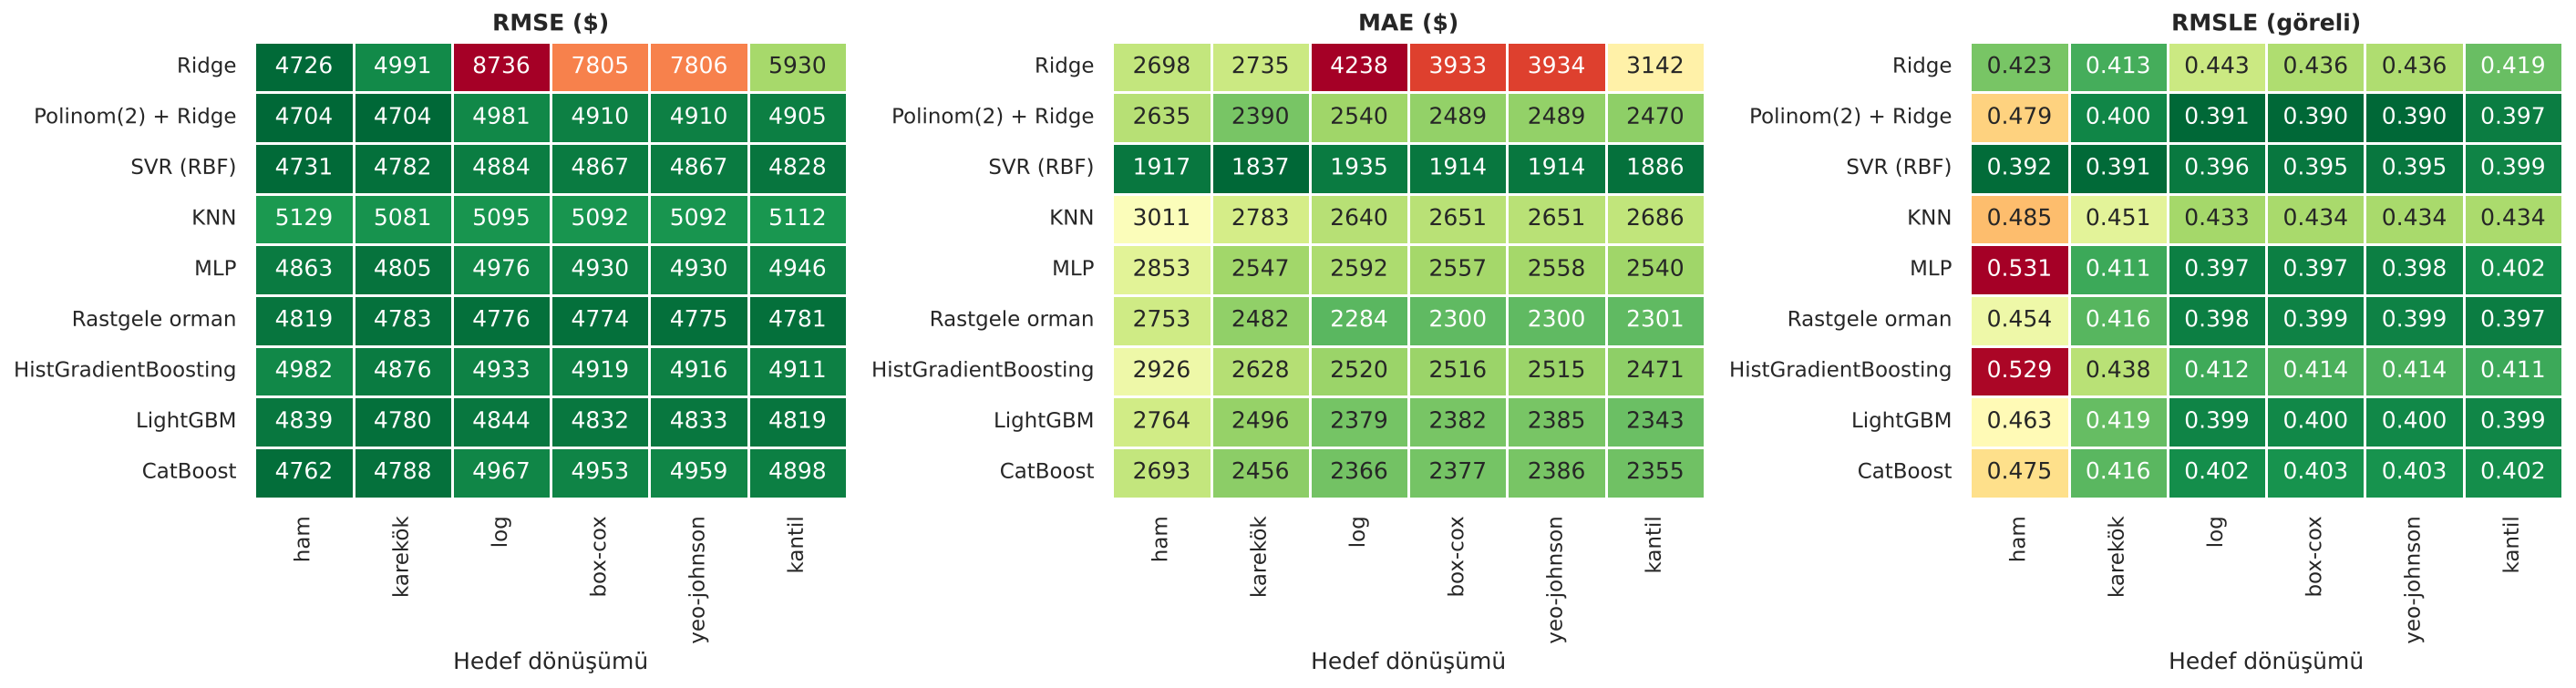 RMSE ($)
Ridge 4726 4991 8736 7805 7806 5930
Polinom(2) + Ridge 4704 4704 4981 4910 4910 4905
SVR (RBF) 4731 4782 4884 4867 4867 4828
KNN 5129 5081 5095 5092 5092 5112
MLP 4863 4805 4976 4930 4930 4946
Rastgele orman 4819 4783 4776 4774 4775 4781
HistGradientBoosting 4982 4876 4933 4919 4916 4911
LightGBM 4839 4780 4844 4832 4833 4819
CatBoost 4762 4788 4967 4953 4959 4898
ham karekök log box-cox yeo-johnson kantil
Hedef dönüşümü
MAE ($)
Ridge 2698 2735 4238 3933 3934 3142
Polinom(2) + Ridge 2635 2390 2540 2489 2489 2470
SVR (RBF) 1917 1837 1935 1914 1914 1886
KNN 3011 2783 2640 2651 2651 2686
MLP 2853 2547 2592 2557 2558 2540
Rastgele orman 2753 2482 2284 2300 2300 2301
HistGradientBoosting 2926 2628 2520 2516 2515 2471
LightGBM 2764 2496 2379 2382 2385 2343
CatBoost 2693 2456 2366 2377 2386 2355
ham karekök log box-cox yeo-johnson kantil
Hedef dönüşümü
RMSLE (göreli)
Ridge 0.423 0.413 0.443 0.436 0.436 0.419
Polinom(2) + Ridge 0.479 0.400 0.391 0.390 0.390 0.397
SVR (RBF) 0.392 0.391 0.396 0.395 0.395 0.399
KNN 0.485 0.451 0.433 0.434 0.434 0.434
MLP 0.531 0.411 0.397 0.397 0.398 0.402
Rastgele orman 0.454 0.416 0.398 0.399 0.399 0.397
HistGradientBoosting 0.529 0.438 0.412 0.414 0.414 0.411
LightGBM 0.463 0.419 0.399 0.400 0.400 0.399
CatBoost 0.475 0.416 0.402 0.403 0.403 0.402
ham karekök log box-cox yeo-johnson kantil
Hedef dönüşümü